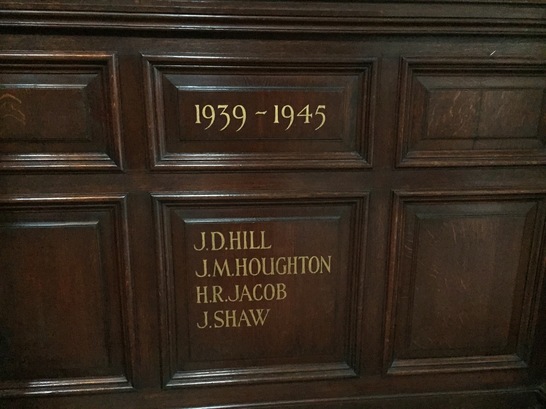 1939 ~ 1945
J.D.HILL
J.M.HOUGHTON
H.R.JACOB
J.SHAW